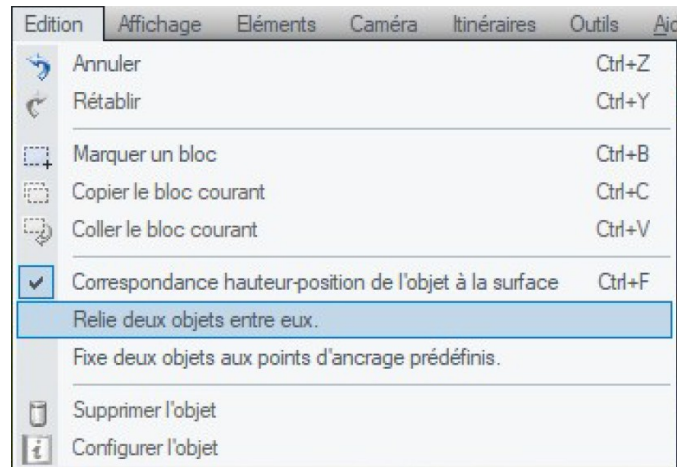 Edition Affichage Eléments Caméra Itinéraires Outils
Annuler Ctrl+Z
Rétablir Ctrl+Y
Marquer un bloc Ctrl+B
Copier le bloc courant Ctrl+C
Coller le bloc courant Ctrl+V
Correspondance hauteur-position de l'objet à la surface Ctrl+F
Relie deux objets entre eux.
Fixe deux objets aux points d'ancrage prédéfinis.
Supprimer l'objet
Configurer l'objet